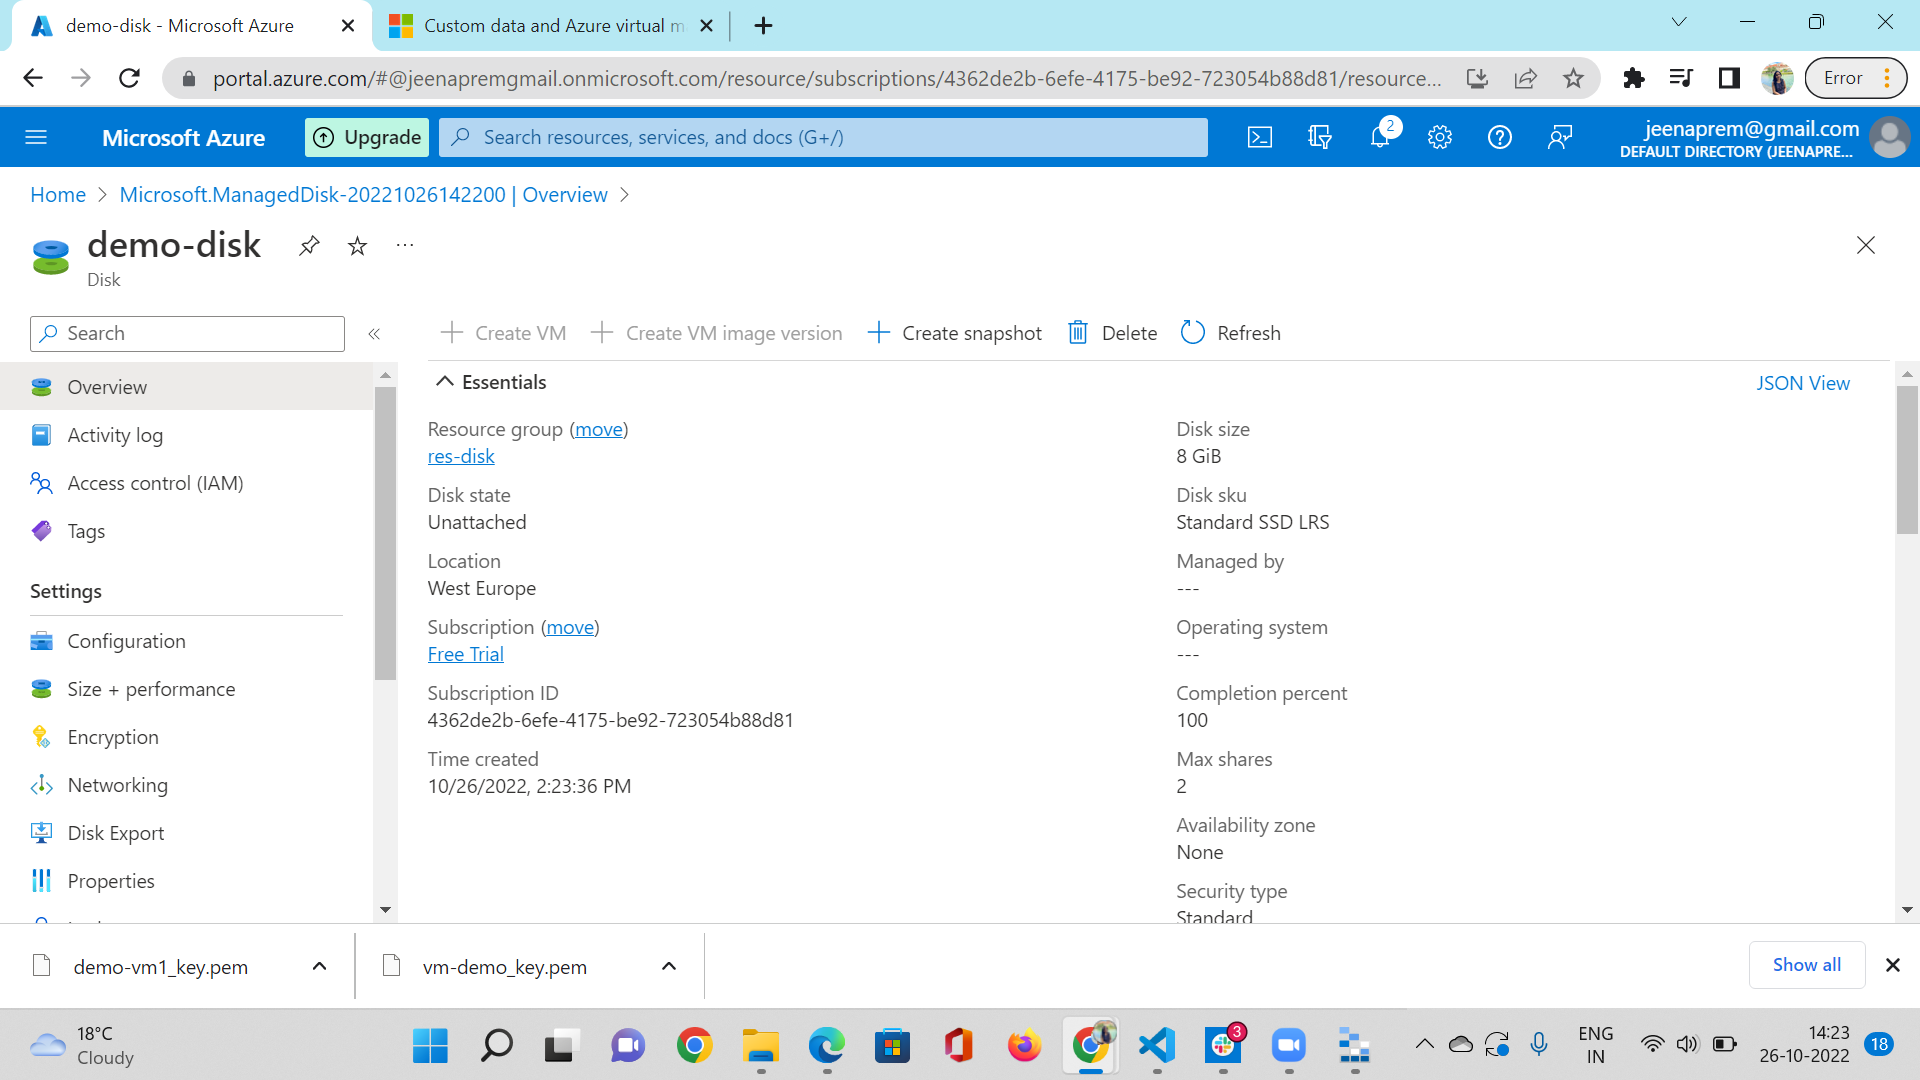 demo-disk - Microsoft Azure
Custom data and Azure virtual m
portal.azure.com/#@jeenapremgmail.onmicrosoft.com/resource/subscriptions/4362de2b-6efe-4175-be92-723054b88d81/resource...
Error
Microsoft Azure
Upgrade
Search resources, services, and docs (G+/)
2
jeenaprem@gmail.com
DEFAULT DIRECTORY (JEENAPRE...
Home > Microsoft.ManagedDisk-20221026142200 | Overview >
demo-disk
Disk
Search
Create VM
Create VM image version
Create snapshot
Delete
Refresh
Overview
Activity log
Access control (IAM)
Tags
Settings
Configuration
Size + performance
Encryption
Networking
Disk Export
Properties
Essentials
JSON View
Resource group (move)
res-disk
Disk state
Unattached
Location
West Europe
Subscription (move)
Free Trial
Subscription ID
4362de2b-6efe-4175-be92-723054b88d81
Time created
10/26/2022, 2:23:36 PM
Disk size
8 GiB
Disk sku
Standard SSD LRS
Managed by
---
Operating system
---
Completion percent
100
Max shares
2
Availability zone
None
Security type
Standard
demo-vm1_key.pem
vm-demo_key.pem
Show all
18°C
Cloudy
3
ENG
IN
14:23
26-10-2022
18